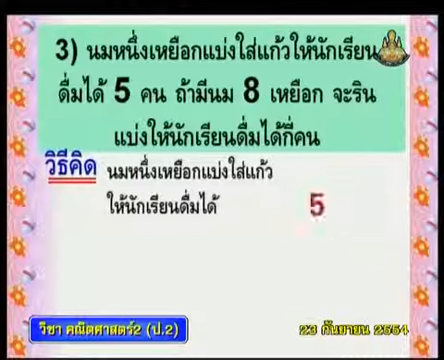 3) นมหนึ่งเหยือกแบ่งใส่แก้วให้นักเรียน
ดื่มได้ 5 คน ถ้ามีนม 8 เหยือก จะริน
แบ่งให้นักเรียนดื่มได้กี่คน
วิธีคิด นมหนึ่งเหยือกแบ่งใส่แก้ว
ให้นักเรียนดื่มได้ 5
วิชา คณิตศาสตร์2 (ป.2) 23 กันยายน 2554